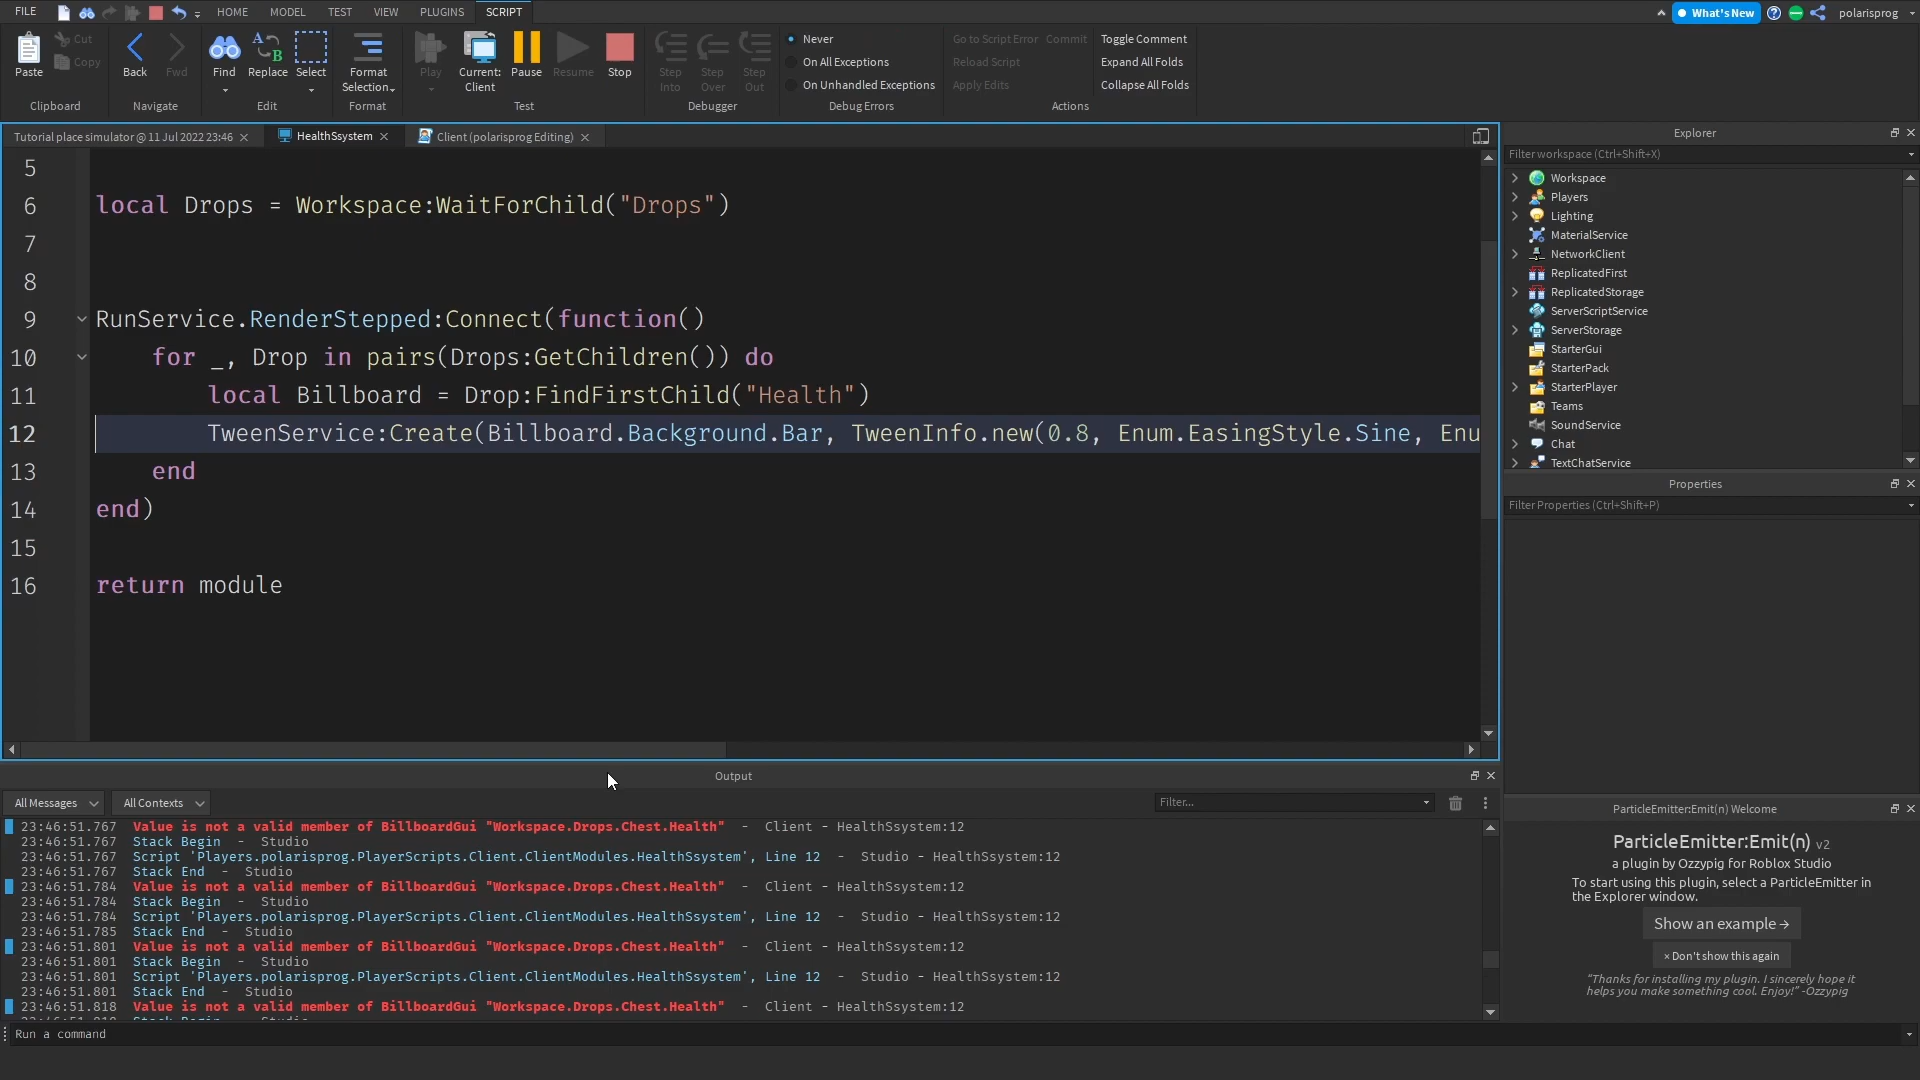 FILE HOME MODEL TEST VIEW PLUGINS SCRIPT What's New polarisprog
Paste Cut Copy Back Fwd Find Replace Select Format Selection Play Current: Client Pause Resume Stop Step Into Step Over Step Out
Never
On All Exceptions
On Unhandled Exceptions
Go to Script Error Commit
Reload Script
Apply Edits
Toggle Comment
Expand All Folds
Collapse All Folds
Clipboard Navigate Edit Format Test Debugger Debug Errors Actions
Tutorial place simulator @ 11 Jul 2022 23:46 HealthSsystem Client (polarisprog Editing)
5
6 local Drops = Workspace:WaitForChild("Drops")
7
8
9 RunService.RenderStepped:Connect(function()
10 for _, Drop in pairs(Drops:GetChildren()) do
11 local Billboard = Drop:FindFirstChild("Health")
12 TweenService:Create(Billboard.Background.Bar, TweenInfo.new(0.8, Enum.EasingStyle.Sine, Enu
13 end
14 end)
15
16 return module
Explorer
Filter workspace (Ctrl+Shift+X)
Workspace
Players
Lighting
MaterialService
NetworkClient
ReplicatedFirst
ReplicatedStorage
ServerScriptService
ServerStorage
StarterGui
StarterPack
StarterPlayer
Teams
SoundService
Chat
TextChatService
Properties
Filter Properties (Ctrl+Shift+P)
Output
All Messages All Contexts Filter...
23:46:51.767 Value is not a valid member of BillboardGui "Workspace.Drops.Chest.Health" - Client - HealthSsystem:12
23:46:51.767 Stack Begin - Studio
23:46:51.767 Script 'Players.polarisprog.PlayerScripts.Client.ClientModules.HealthSsystem', Line 12 - Studio - HealthSsystem:12
23:46:51.767 Stack End - Studio
23:46:51.784 Value is not a valid member of BillboardGui "Workspace.Drops.Chest.Health" - Client - HealthSsystem:12
23:46:51.784 Stack Begin - Studio
23:46:51.784 Script 'Players.polarisprog.PlayerScripts.Client.ClientModules.HealthSsystem', Line 12 - Studio - HealthSsystem:12
23:46:51.785 Stack End - Studio
23:46:51.801 Value is not a valid member of BillboardGui "Workspace.Drops.Chest.Health" - Client - HealthSsystem:12
23:46:51.801 Stack Begin - Studio
23:46:51.801 Script 'Players.polarisprog.PlayerScripts.Client.ClientModules.HealthSsystem', Line 12 - Studio - HealthSsystem:12
23:46:51.801 Stack End - Studio
23:46:51.818 Value is not a valid member of BillboardGui "Workspace.Drops.Chest.Health" - Client - HealthSsystem:12
ParticleEmitter:Emit(n) Welcome
ParticleEmitter:Emit(n) v2
a plugin by Ozzypig for Roblox Studio
To start using this plugin, select a ParticleEmitter in
the Explorer window.
Show an example →
× Don't show this again
"Thanks for installing my plugin. I sincerely hope it
helps you make something cool. Enjoy!" -Ozzypig
Run a command